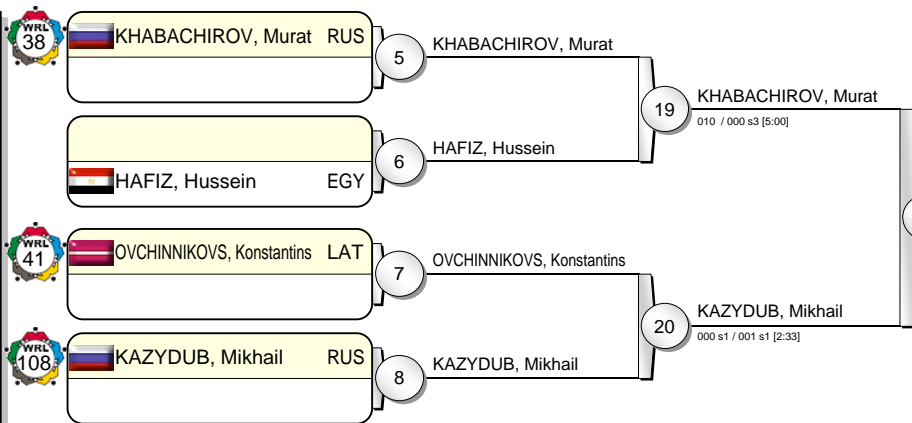 WRL
38
KHABACHIROV, Murat RUS
5
KHABACHIROV, Murat
HAFIZ, Hussein EGY
6
HAFIZ, Hussein
19
KHABACHIROV, Murat
010 / 000 s3 [5:00]
WRL
41
OVCHINNIKOVS, Konstantins LAT
7
OVCHINNIKOVS, Konstantins
WRL
108
KAZYDUB, Mikhail RUS
8
KAZYDUB, Mikhail
20
KAZYDUB, Mikhail
000 s1 / 001 s1 [2:33]